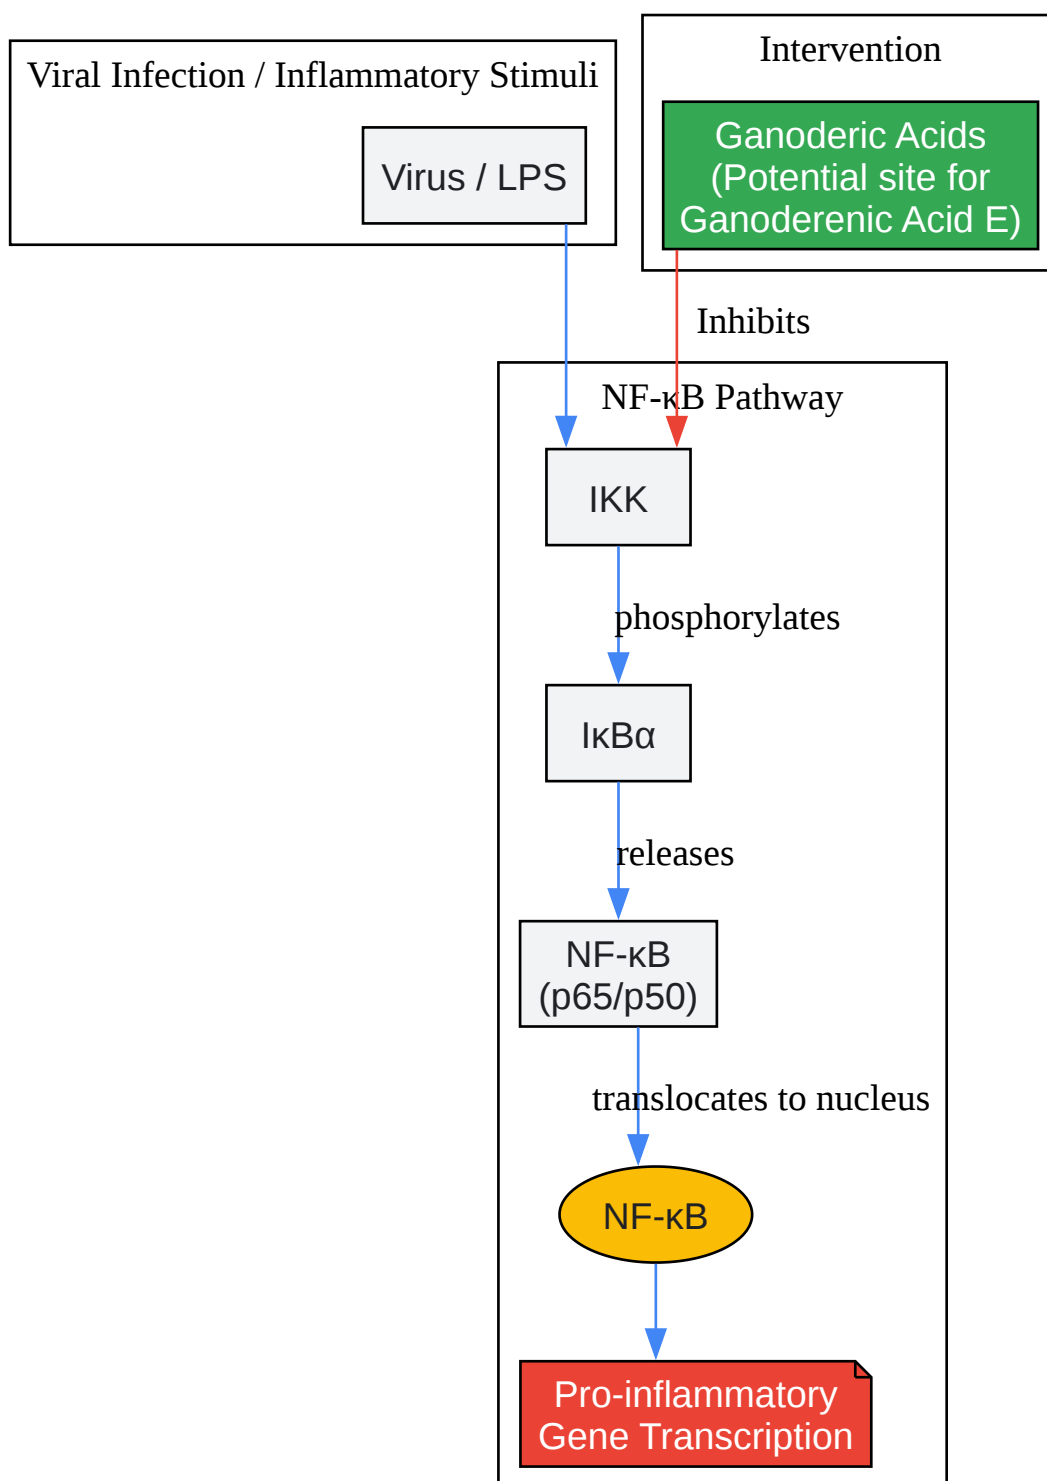 Viral Infection / Inflammatory Stimuli
Virus / LPS
Intervention
Ganoderic Acids
(Potential site for
Ganoderenic Acid E)
Inhibits
NF-κB Pathway
IKK
phosphorylates
IκBα
releases
NF-κB
(p65/p50)
translocates to nucleus
NF-κB
Pro-inflammatory
Gene Transcription